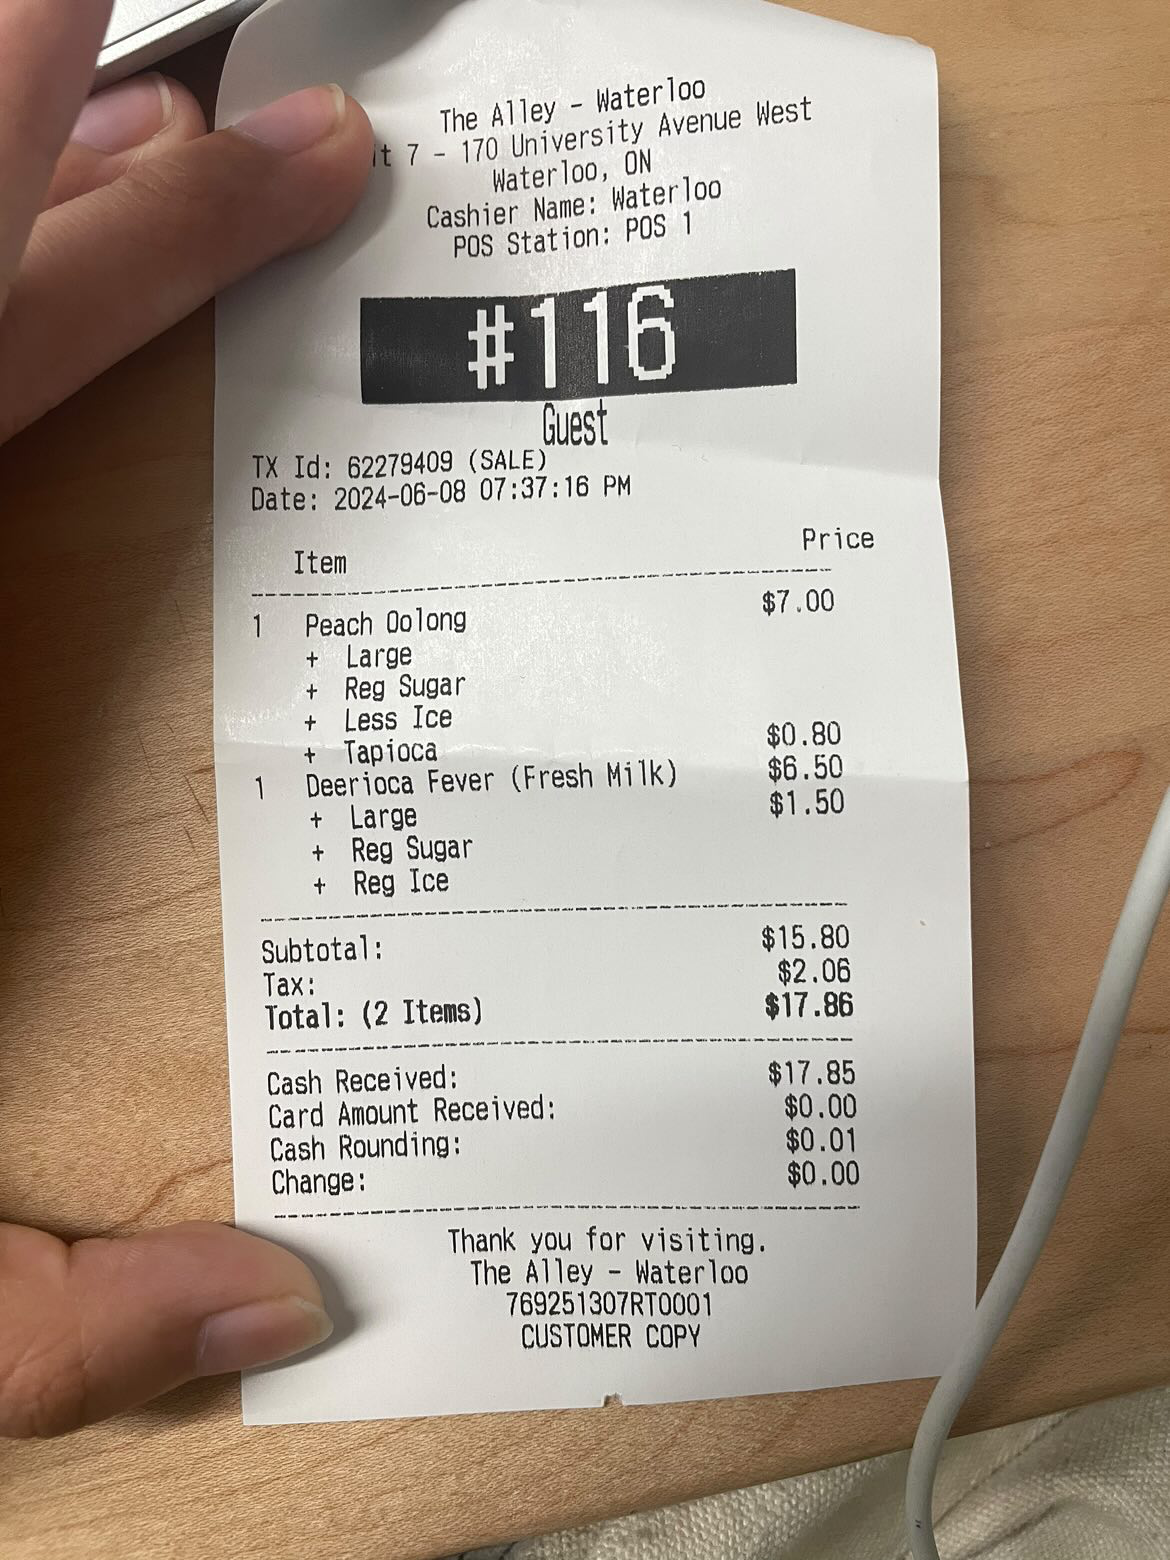 The Alley - Waterloo
it 7 - 170 University Avenue West
Waterloo, ON
Cashier Name: Waterloo
POS Station: POS 1
#116
Guest
TX Id: 62279409 (SALE)
Date: 2024-06-08 07:37:16 PM
Item Price
1 Peach Oolong $7.00
+ Large
+ Reg Sugar
+ Less Ice
+ Tapioca $0.80
1 Deerioca Fever (Fresh Milk) $6.50
+ Large $1.50
+ Reg Sugar
+ Reg Ice
Subtotal: $15.80
Tax: $2.06
Total: (2 Items) $17.86
Cash Received: $17.85
Card Amount Received: $0.00
Cash Rounding: $0.01
Change: $0.00
Thank you for visiting.
The Alley - Waterloo
769251307RT0001
CUSTOMER COPY